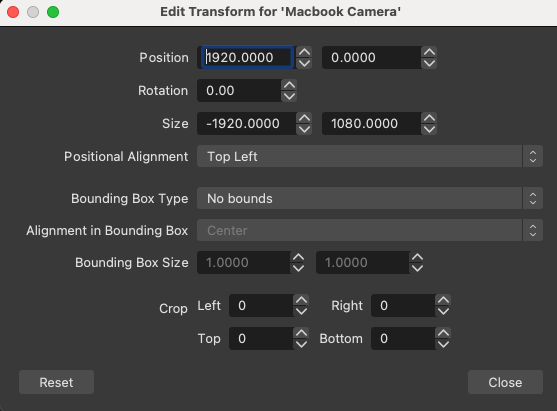 Edit Transform for 'Macbook Camera'
Position 1920.0000 0.0000
Rotation 0.00
Size -1920.0000 1080.0000
Positional Alignment Top Left
Bounding Box Type No bounds
Alignment in Bounding Box Center
Bounding Box Size 1.0000 1.0000
Crop Left 0 Right 0
Top 0 Bottom 0
Reset Close